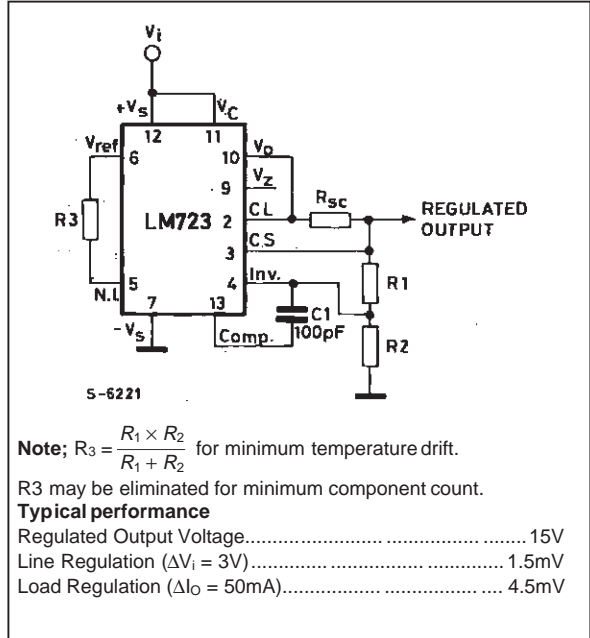 Vi
+Vs
VC
12
11
Vref
6
10
Vo
9
VZ
R3
LM723
2
CL
RSC
REGULATED
OUTPUT
3
CS
5
N.I.
4
Inv.
R1
7
13
-Vs
Comp.
C1
100pF
R2
S-6221
Note; R3 = R1 × R2 / R1 + R2 for minimum temperature drift.
R3 may be eliminated for minimum component count.
Typical performance
Regulated Output Voltage....................... ................. ........ 15V
Line Regulation (ΔVi = 3V)................... ..................... .............. 1.5mV
Load Regulation (ΔIO = 50mA).................. ................. .... 4.5mV